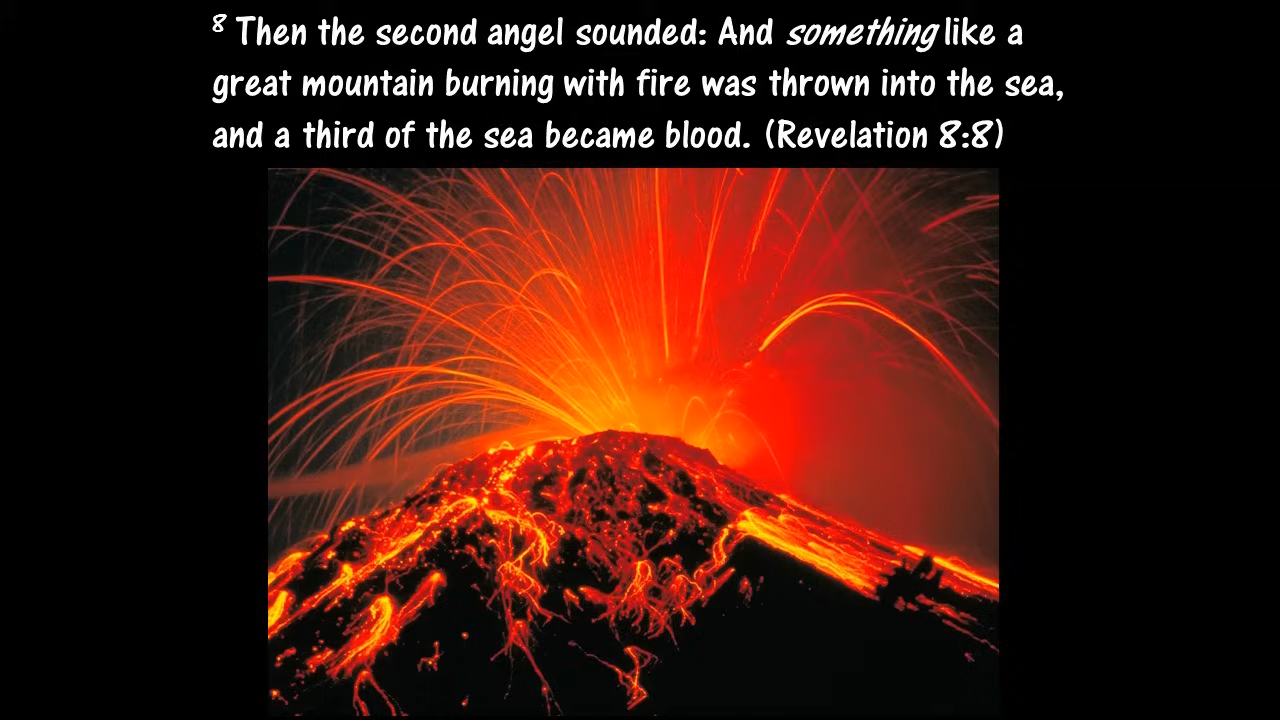 8 Then the second angel sounded: And something like a
great mountain burning with fire was thrown into the sea,
and a third of the sea became blood. (Revelation 8:8)